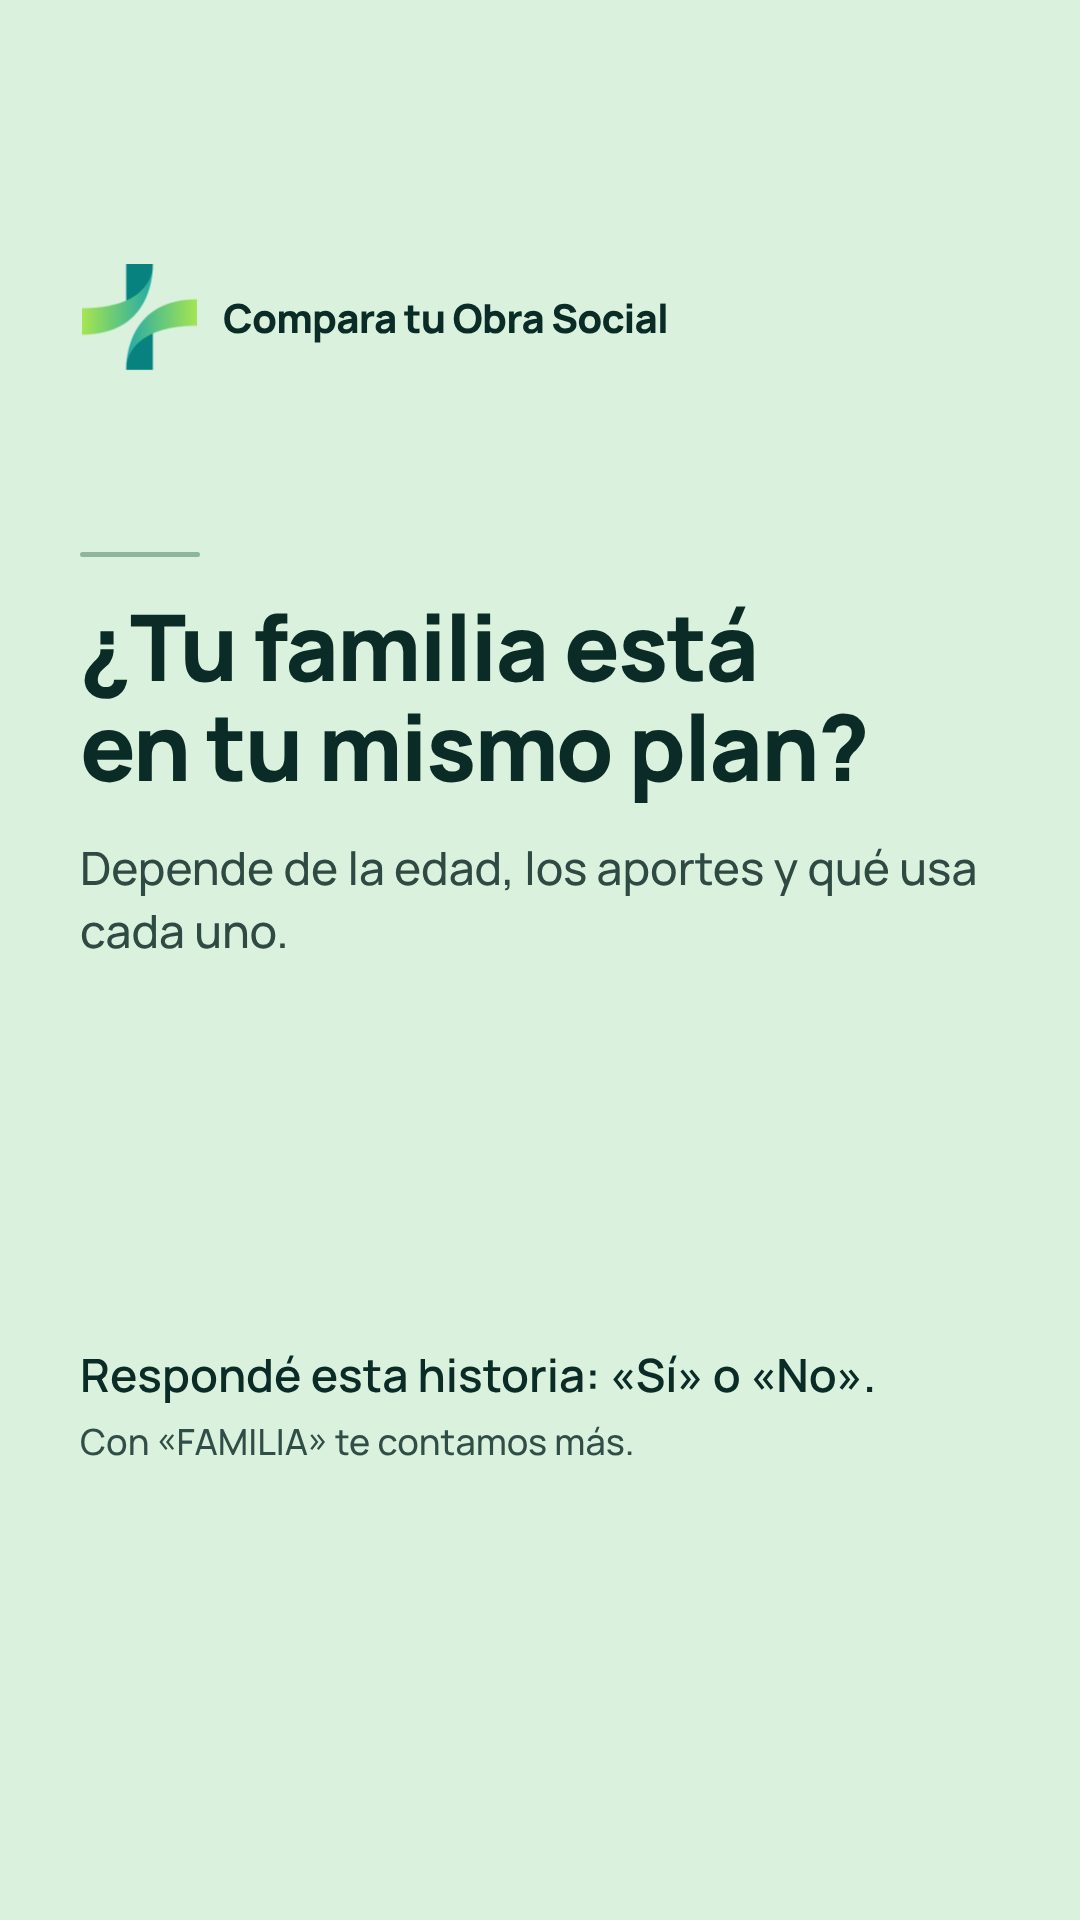 Compara tu Obra Social
¿Tu familia está
en tu mismo plan?
Depende de la edad, los aportes y qué usa
cada uno.
Respondé esta historia: «Sí» o «No».
Con «FAMILIA» te contamos más.